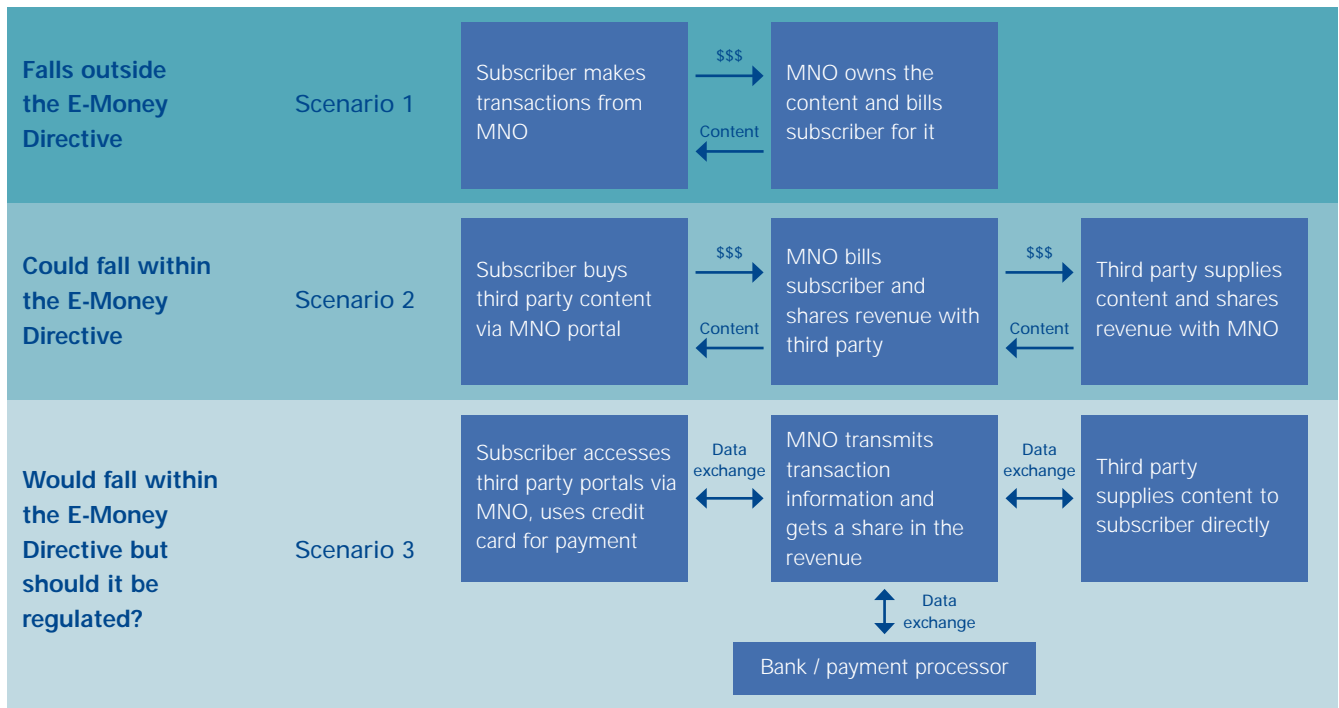 Falls outside
the E-Money
Directive
Scenario 1
Subscriber makes
transactions from
MNO
$$$
Content
MNO owns the
content and bills
subscriber for it
Could fall within
the E-Money
Directive
Scenario 2
Subscriber buys
third party content
via MNO portal
$$$
Content
MNO bills
subscriber and
shares revenue with
third party
$$$
Content
Third party supplies
content and shares
revenue with MNO
Would fall within
the E-Money
Directive but
should it be
regulated?
Scenario 3
Subscriber accesses
third party portals via
MNO, uses credit
card for payment
Data
exchange
MNO transmits
transaction
information and
gets a share in the
revenue
Data
exchange
Third party
supplies content to
subscriber directly
Data
exchange
Bank / payment processor